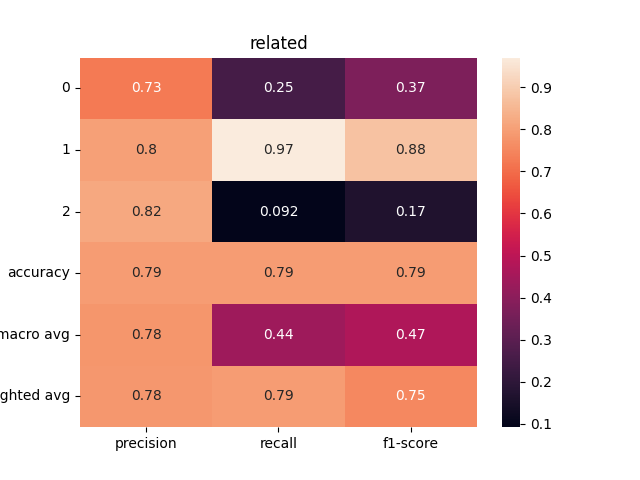 related
0 0.73 0.25 0.37
1 0.8 0.97 0.88
2 0.82 0.092 0.17
accuracy 0.79 0.79 0.79
macro avg 0.78 0.44 0.47
ghted avg 0.78 0.79 0.75
precision recall f1-score
0.9
0.8
0.7
0.6
0.5
0.4
0.3
0.2
0.1